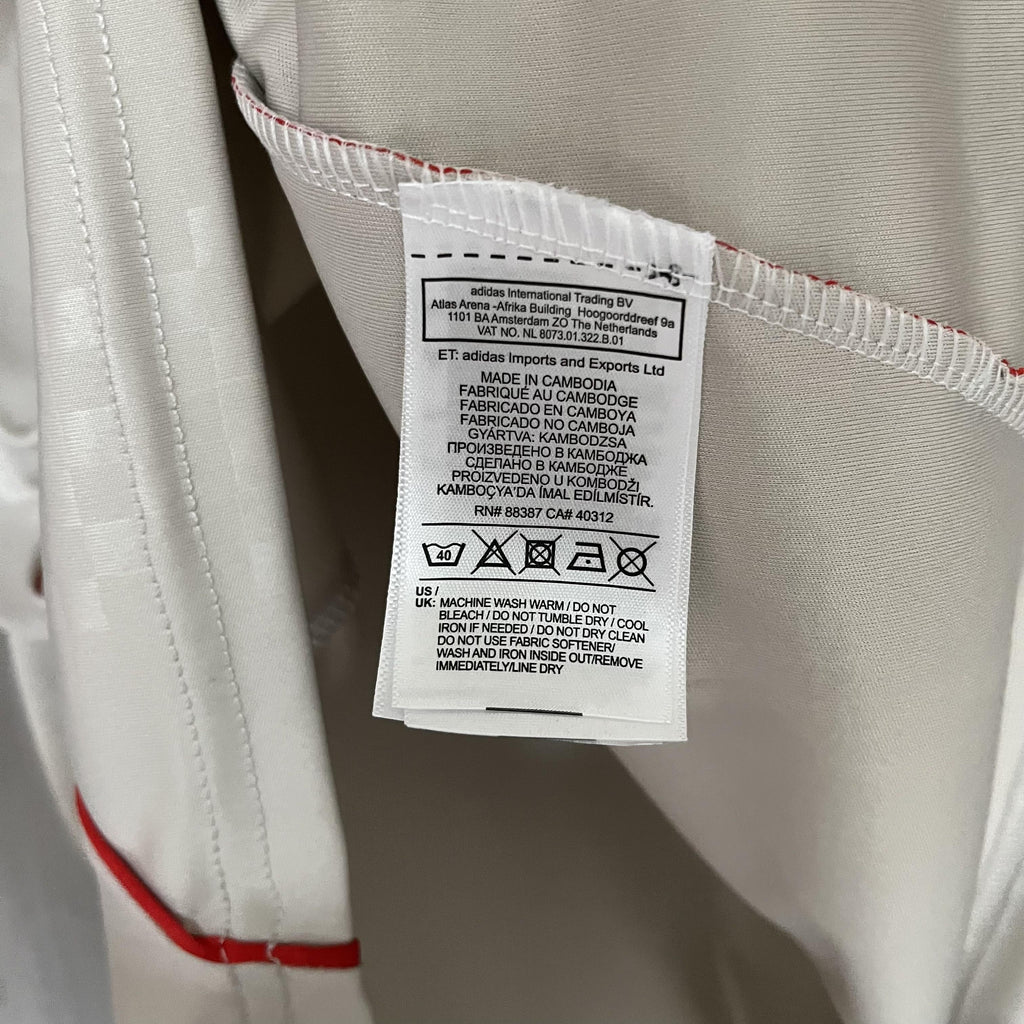 adidas International Trading BV
Atlas Arena -Afrika Building Hoogoorddreef 9a
1101 BA Amsterdam ZO The Netherlands
VAT NO. NL 8073.01.322.B.01
ET: adidas Imports and Exports Ltd
MADE IN CAMBODIA
FABRIQUÉ AU CAMBODGE
FABRICADO EN CAMBOYA
FABRICADO NO CAMBOJA
GYÁRTVA: KAMBODZSA
ПРОИЗВЕДЕНО В КАМБОДЖА
СДЕЛАНО В КАМБОДЖЕ
PROIZVEDENO U KOMBODŽI
KAMBOÇYA'DA İMAL EDİLMİSTİR.
RN# 88387 CA# 40312
40
US /
UK: MACHINE WASH WARM / DO NOT
BLEACH / DO NOT TUMBLE DRY / COOL
IRON IF NEEDED / DO NOT DRY CLEAN
DO NOT USE FABRIC SOFTENER/
WASH AND IRON INSIDE OUT/REMOVE
IMMEDIATELY/LINE DRY